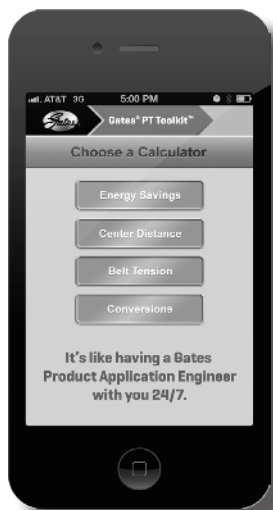 AT&T 3G 5:00 PM
Gates
Gates® PT Toolkit™
Choose a Calculator
Energy Savings
Center Distance
Belt Tension
Conversions
It's like having a Gates
Product Application Engineer
with you 24/7.